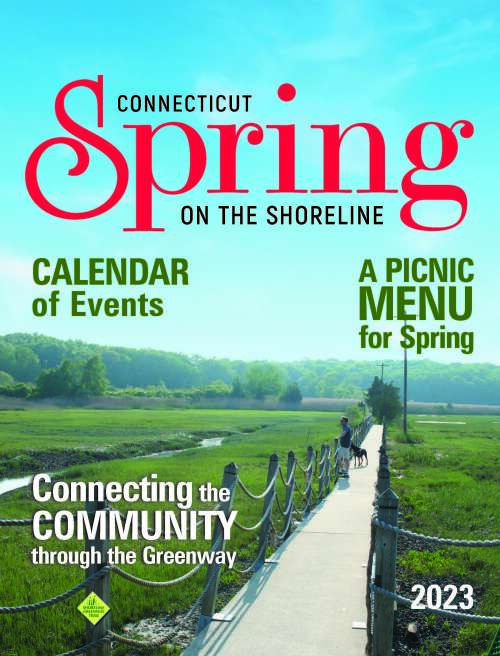 CONNECTICUT
Spring
ON THE SHORELINE
CALENDAR
of Events
A PICNIC
MENU
for Spring
Connecting the
COMMUNITY
through the Greenway
2023